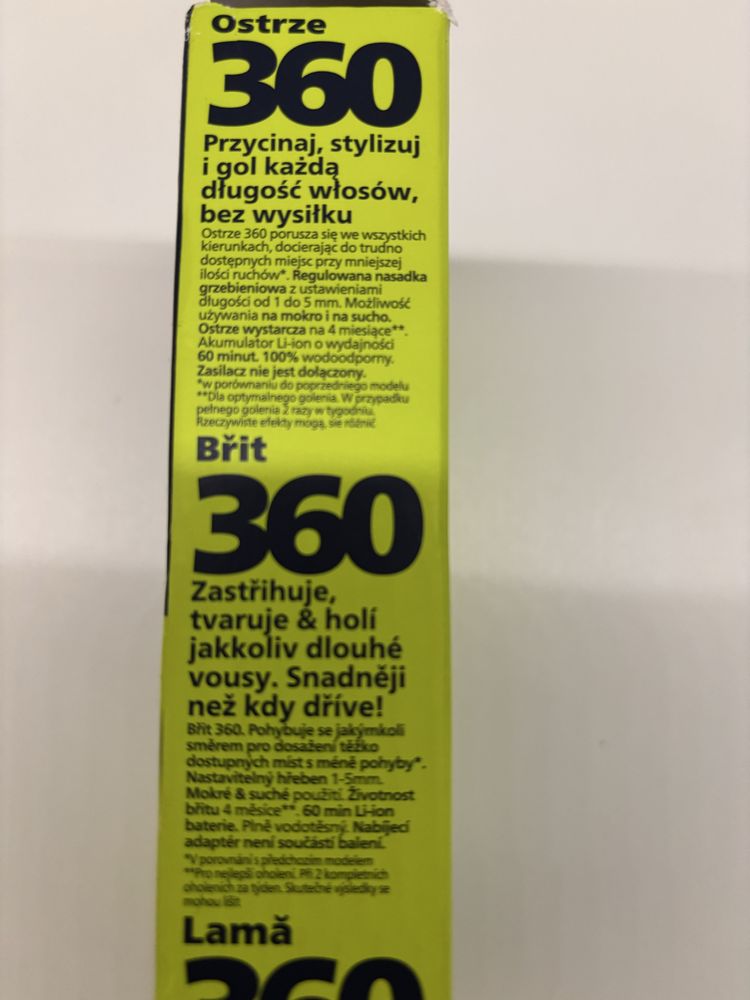 Ostrze
360
Przycinaj, stylizuj
i gol każdą
długość włosów,
bez wysiłku
Ostrze 360 porusza się we wszystkich
kierunkach, docierając do trudno
dostępnych miejsc przy mniejszej
ilości ruchów*. Regulowana nasadka
grzebieniowa z ustawieniami
długości od 1 do 5 mm. Możliwość
używania na mokro i na sucho.
Ostrze wystarcza na 4 miesiące**.
Akumulator Li-ion o wydajności
60 minut. 100% wodoodporny.
Zasilacz nie jest dołączony.
*w porównaniu do poprzedniego modelu
**Dla optymalnego golenia. W przypadku
pełnego golenia 2 razy w tygodniu.
Rzeczywiste efekty mogą się różnić
Břit
360
Zastřihuje,
tvaruje & holí
jakkoliv dlouhé
vousy. Snadněji
než kdy dříve!
Břit 360. Pohybuje se jakýmkoli
směrem pro dosažení těžko
dostupných míst s méně pohyby*.
Nastavitelný hřeben 1-5mm.
Mokré & suché použití. Životnost
břitu 4 měsíce**. 60 min Li-ion
baterie. Plně vodotěsný. Nabíjecí
adaptér není součástí balení.
*V porovnání s předchozím modelem
**Pro nejlepší oholení. Při 2 kompletních
oholeních za týden. Skutečné výsledky se
mohou lišit
Lamă
360